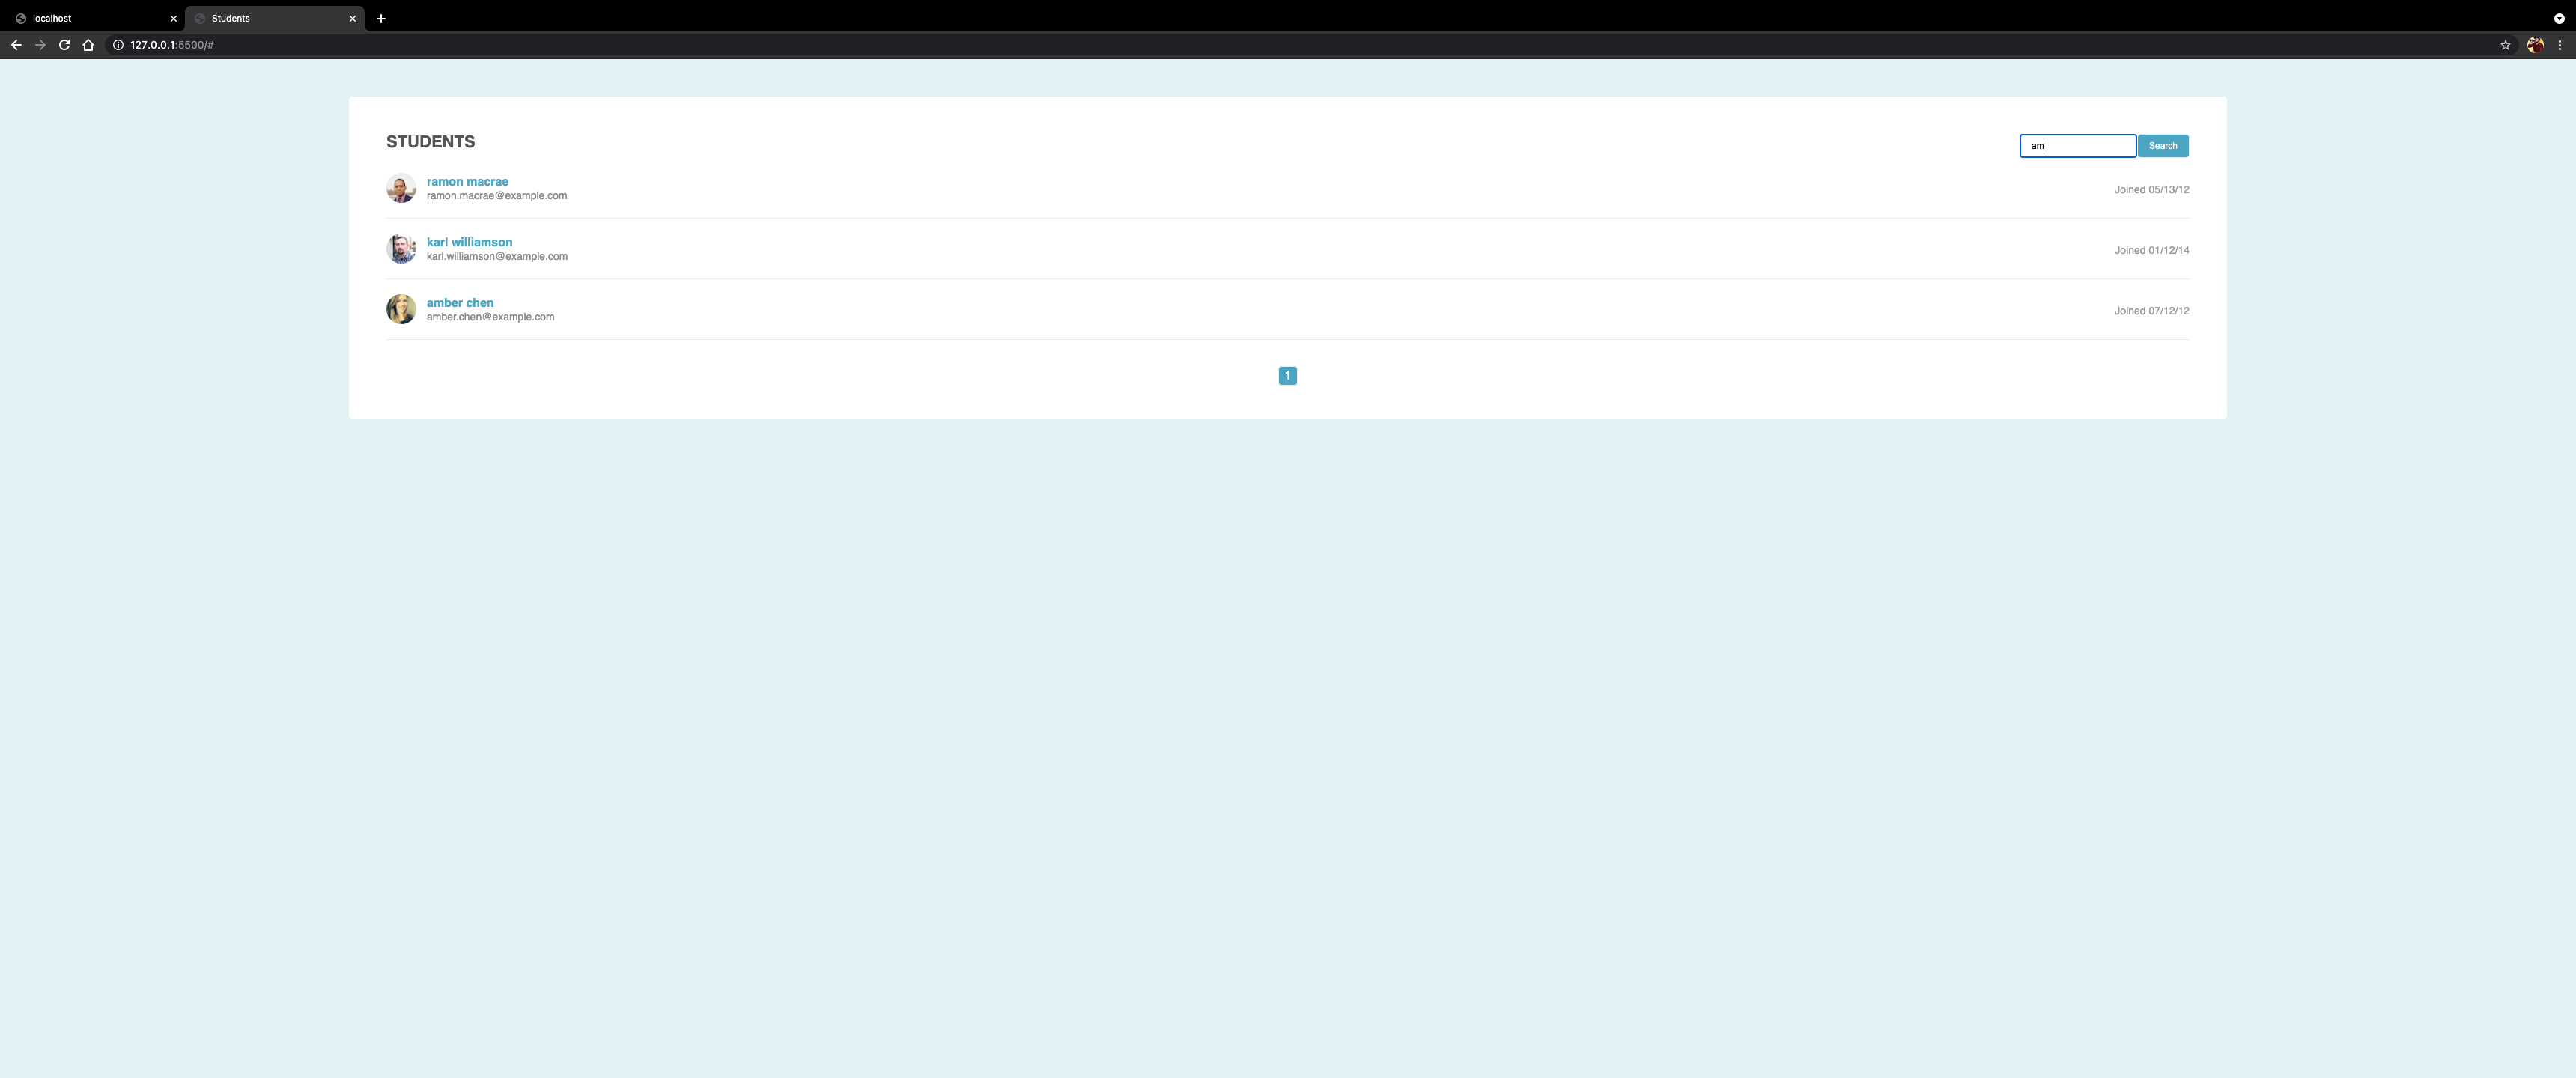 localhost
Students
127.0.0.1:5500/#
STUDENTS
am
Search
ramon macrae
ramon.macrae@example.com
Joined 05/13/12
karl williamson
karl.williamson@example.com
Joined 01/12/14
amber chen
amber.chen@example.com
Joined 07/12/12
1